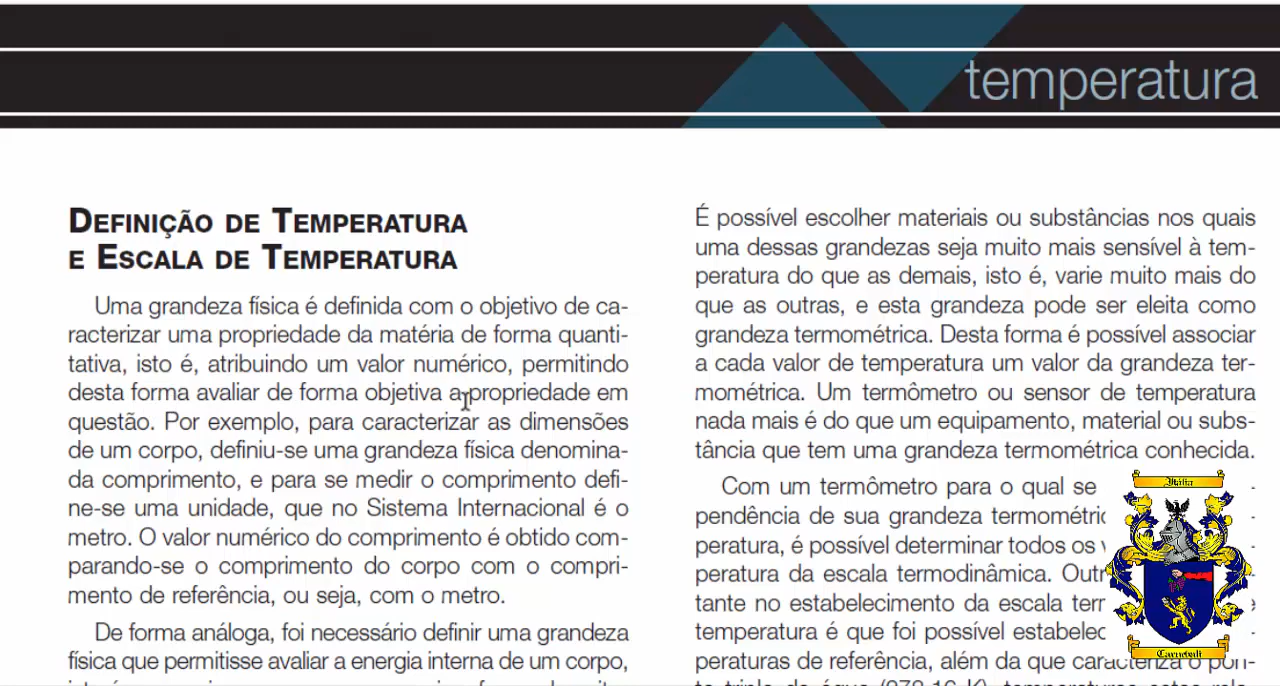 temperatura
DEFINIÇÃO DE TEMPERATURA
E ESCALA DE TEMPERATURA
Uma grandeza física é definida com o objetivo de ca-
racterizar uma propriedade da matéria de forma quanti-
tativa, isto é, atribuindo um valor numérico, permitindo
desta forma avaliar de forma objetiva a propriedade em
questão. Por exemplo, para caracterizar as dimensões
de um corpo, definiu-se uma grandeza física denomina-
da comprimento, e para se medir o comprimento defi-
ne-se uma unidade, que no Sistema Internacional é o
metro. O valor numérico do comprimento é obtido com-
parando-se o comprimento do corpo com o compri-
mento de referência, ou seja, com o metro.
De forma análoga, foi necessário definir uma grandeza
física que permitisse avaliar a energia interna de um corpo,
É possível escolher materiais ou substâncias nos quais
uma dessas grandezas seja muito mais sensível à tem-
peratura do que as demais, isto é, varie muito mais do
que as outras, e esta grandeza pode ser eleita como
grandeza termométrica. Desta forma é possível associar
a cada valor de temperatura um valor da grandeza ter-
mométrica. Um termômetro ou sensor de temperatura
nada mais é do que um equipamento, material ou subs-
tância que tem uma grandeza termométrica conhecida.
Com um termômetro para o qual se
pendência de sua grandeza
peratura, é possível determinar todos os
peratura da escala termodinâmica.
tante no estabelecimento da escala
temperatura é que foi possível
peraturas de referência, além da que caracteriza o pon-
Itália